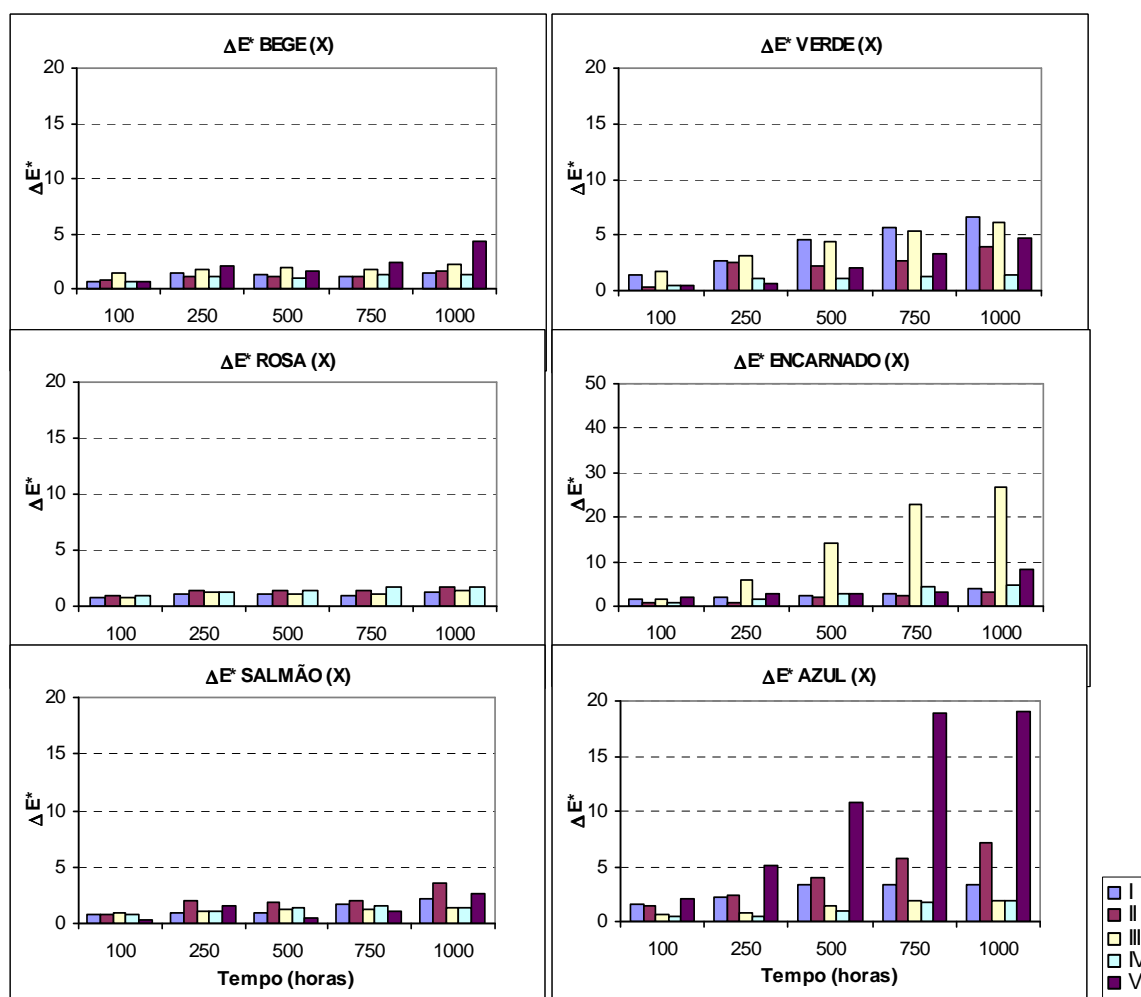 ΔE* BEGE (X)
20
15
10
5
0
ΔE*
100 250 500 750 1000
ΔE* VERDE (X)
20
15
10
5
0
ΔE*
100 250 500 750 1000
ΔE* ROSA (X)
20
15
10
5
0
ΔE*
100 250 500 750 1000
ΔE* ENCARNADO (X)
50
40
30
20
10
0
ΔE*
100 250 500 750 1000
ΔE* SALMÃO (X)
20
15
10
5
0
ΔE*
100 250 500 750 1000
Tempo (horas)
ΔE* AZUL (X)
20
15
10
5
0
ΔE*
100 250 500 750 1000
Tempo (horas)
I
II
III
IV
V